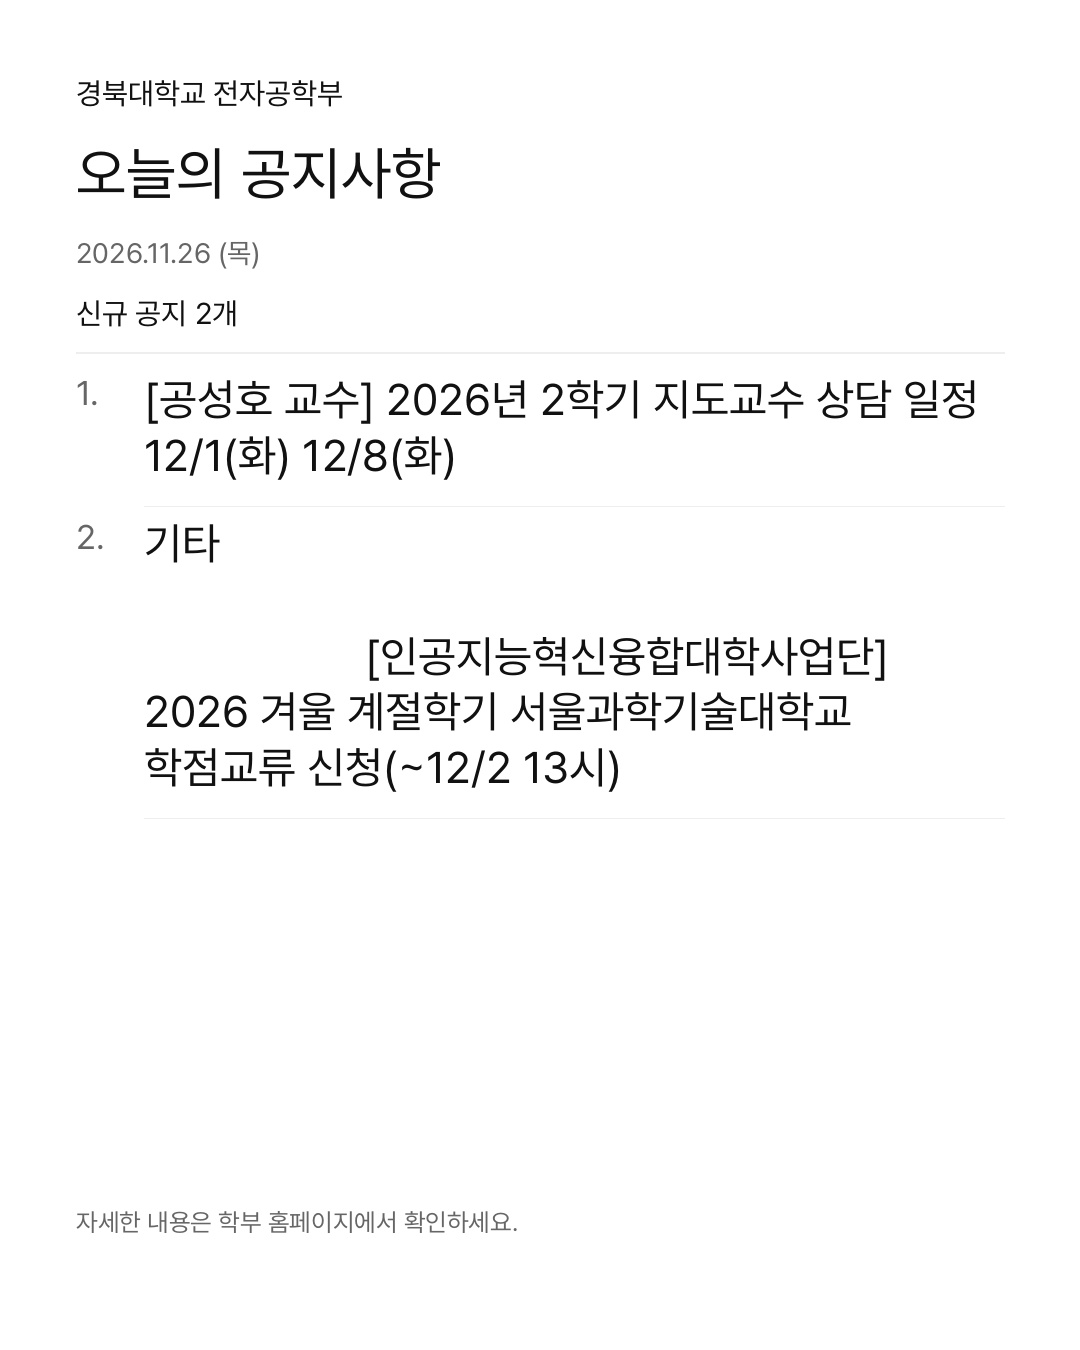 경북대학교 전자공학부
오늘의 공지사항
2026.11.26 (목)
신규 공지 2개
1. [공성호 교수] 2026년 2학기 지도교수 상담 일정
12/1(화) 12/8(화)
2. 기타
[인공지능혁신융합대학사업단]
2026 겨울 계절학기 서울과학기술대학교
학점교류 신청(~12/2 13시)
자세한 내용은 학부 홈페이지에서 확인하세요.